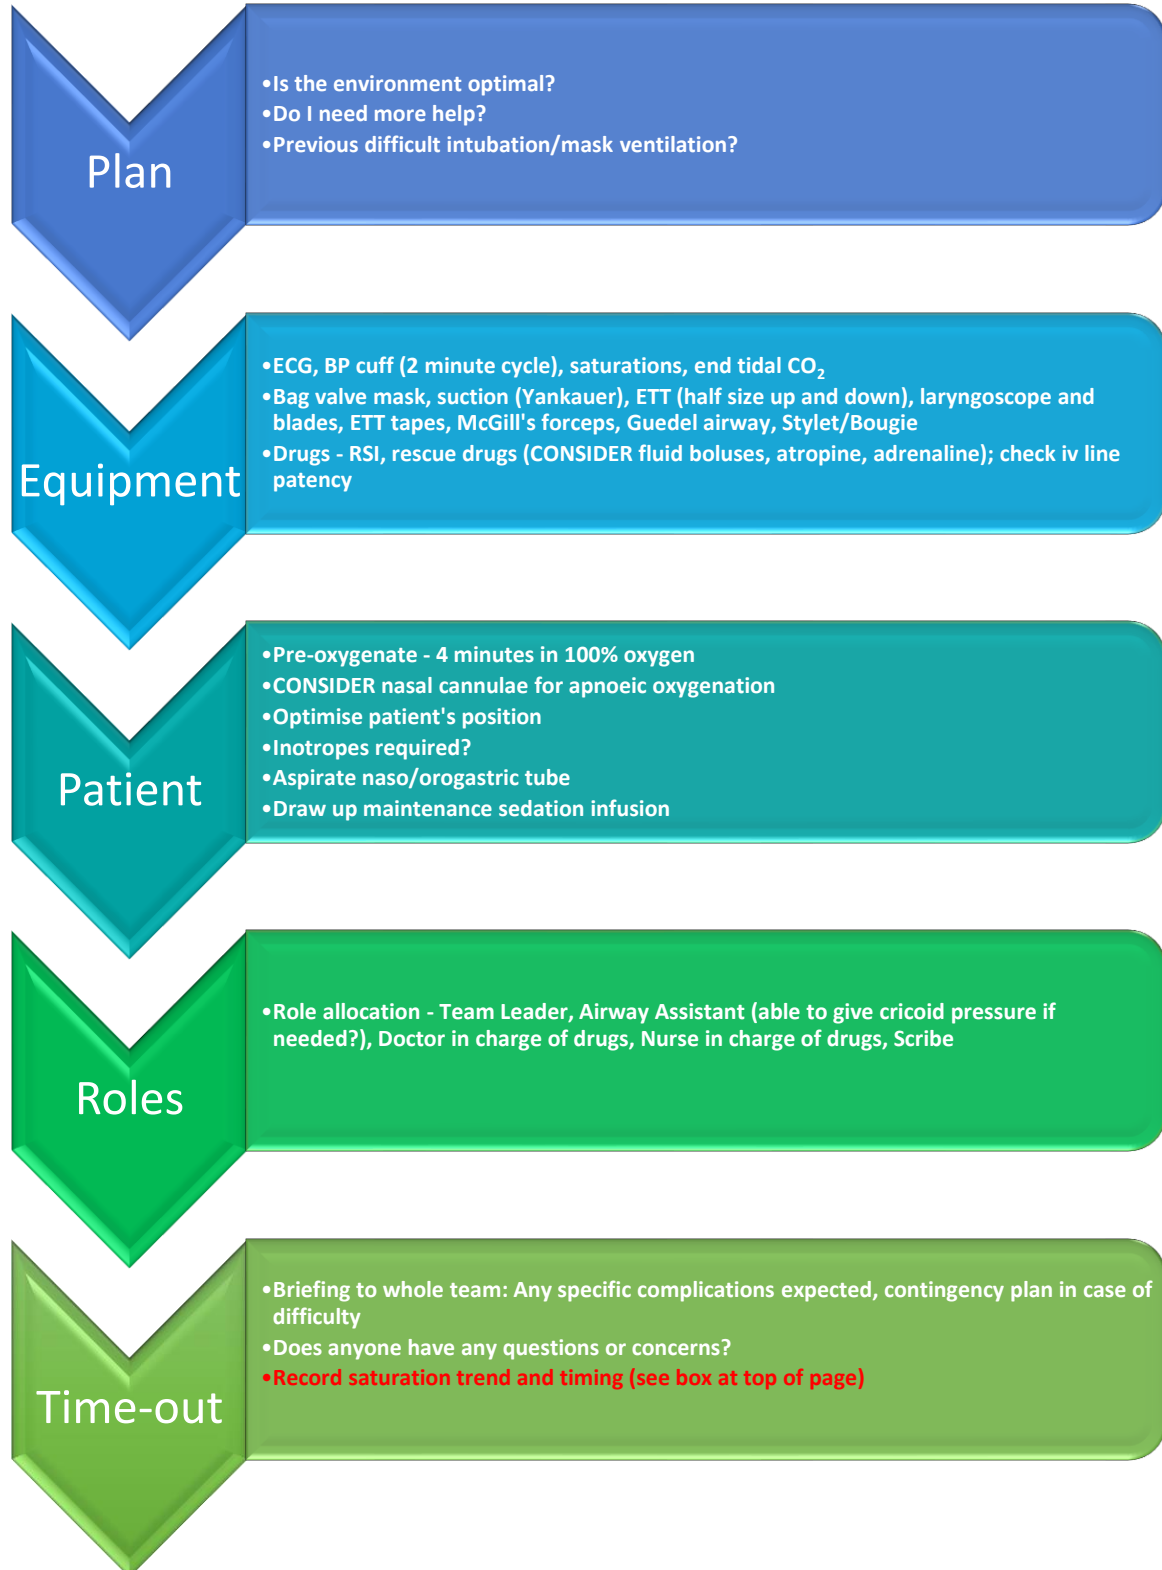 Plan
•Is the environment optimal?
•Do I need more help?
•Previous difficult intubation/mask ventilation?
Equipment
•ECG, BP cuff (2 minute cycle), saturations, end tidal CO₂
•Bag valve mask, suction (Yankauer), ETT (half size up and down), laryngoscope and
blades, ETT tapes, McGill's forceps, Guedel airway, Stylet/Bougie
•Drugs - RSI, rescue drugs (CONSIDER fluid boluses, atropine, adrenaline); check iv line
patency
Patient
•Pre-oxygenate - 4 minutes in 100% oxygen
•CONSIDER nasal cannulae for apnoeic oxygenation
•Optimise patient's position
•Inotropes required?
•Aspirate naso/orogastric tube
•Draw up maintenance sedation infusion
Roles
•Role allocation - Team Leader, Airway Assistant (able to give cricoid pressure if
needed?), Doctor in charge of drugs, Nurse in charge of drugs, Scribe
Time-out
•Briefing to whole team: Any specific complications expected, contingency plan in case of
difficulty
•Does anyone have any questions or concerns?
•Record saturation trend and timing (see box at top of page)